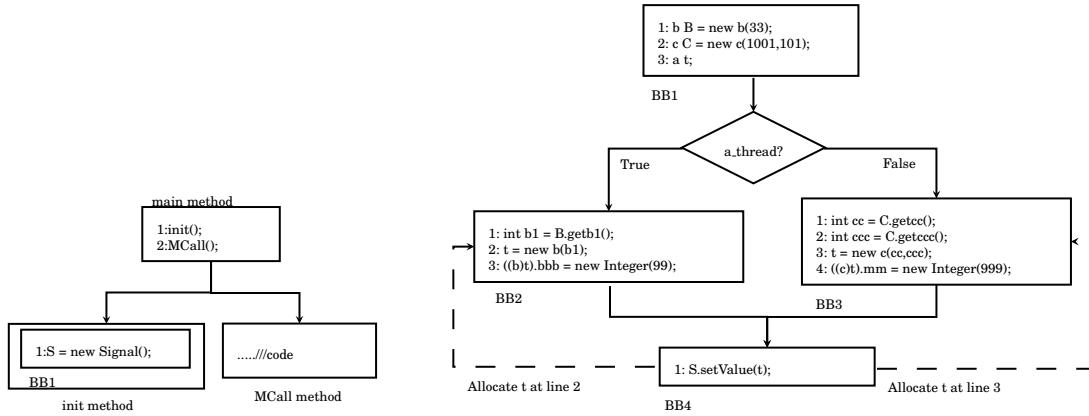 main method
1:init();
2:MCall();
1:S = new Signal();
BB1
init method
.....///code
MCall method
1: b B = new b(33);
2: c C = new c(1001,101);
3: a t;
BB1
a_thread?
True
False
1: int b1 = B.getb1();
2: t = new b(b1);
3: ((b)t).bbb = new Integer(99);
BB2
1: int cc = C.getcc();
2: int ccc = C.getccc();
3: t = new c(cc,ccc);
4: ((c)t).mm = new Integer(999);
BB3
1: S.setValue(t);
Allocate t at line 2
Allocate t at line 3
BB4